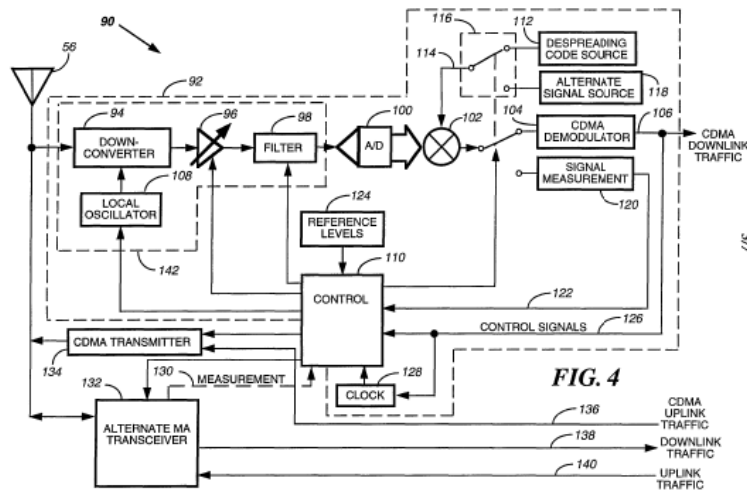 90
56
92
116
112
DESPREADING
CODE SOURCE
114
ALTERNATE
SIGNAL SOURCE
118
94
DOWN-
CONVERTER
96
98
FILTER
100
A/D
102
104
CDMA
DEMODULATOR
106
CDMA
DOWNLINK
TRAFFIC
SIGNAL
MEASUREMENT
120
LOCAL
OSCILLATOR
108
124
REFERENCE
LEVELS
110
CONTROL
142
122
CONTROL SIGNALS
126
CDMA TRANSMITTER
134
130
MEASUREMENT
128
CLOCK
FIG. 4
132
ALTERNATE MA
TRANSCEIVER
136
CDMA
UPLINK
TRAFFIC
138
DOWNLINK
TRAFFIC
140
UPLINK
TRAFFIC